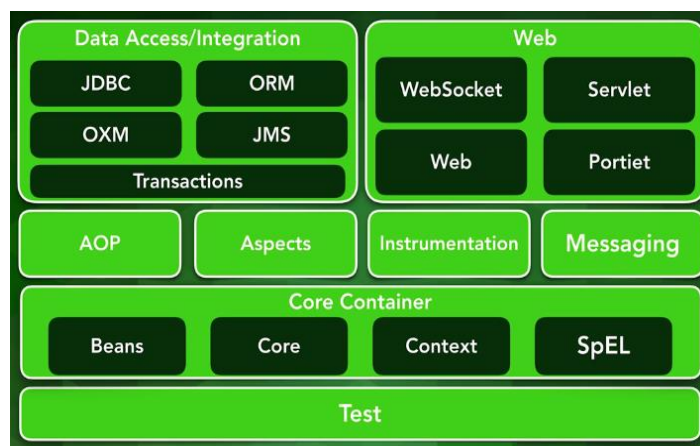 Data Access/Integration
JDBC
ORM
OXM
JMS
Transactions
Web
WebSocket
Servlet
Web
Portiet
AOP
Aspects
Instrumentation
Messaging
Core Container
Beans
Core
Context
SpEL
Test